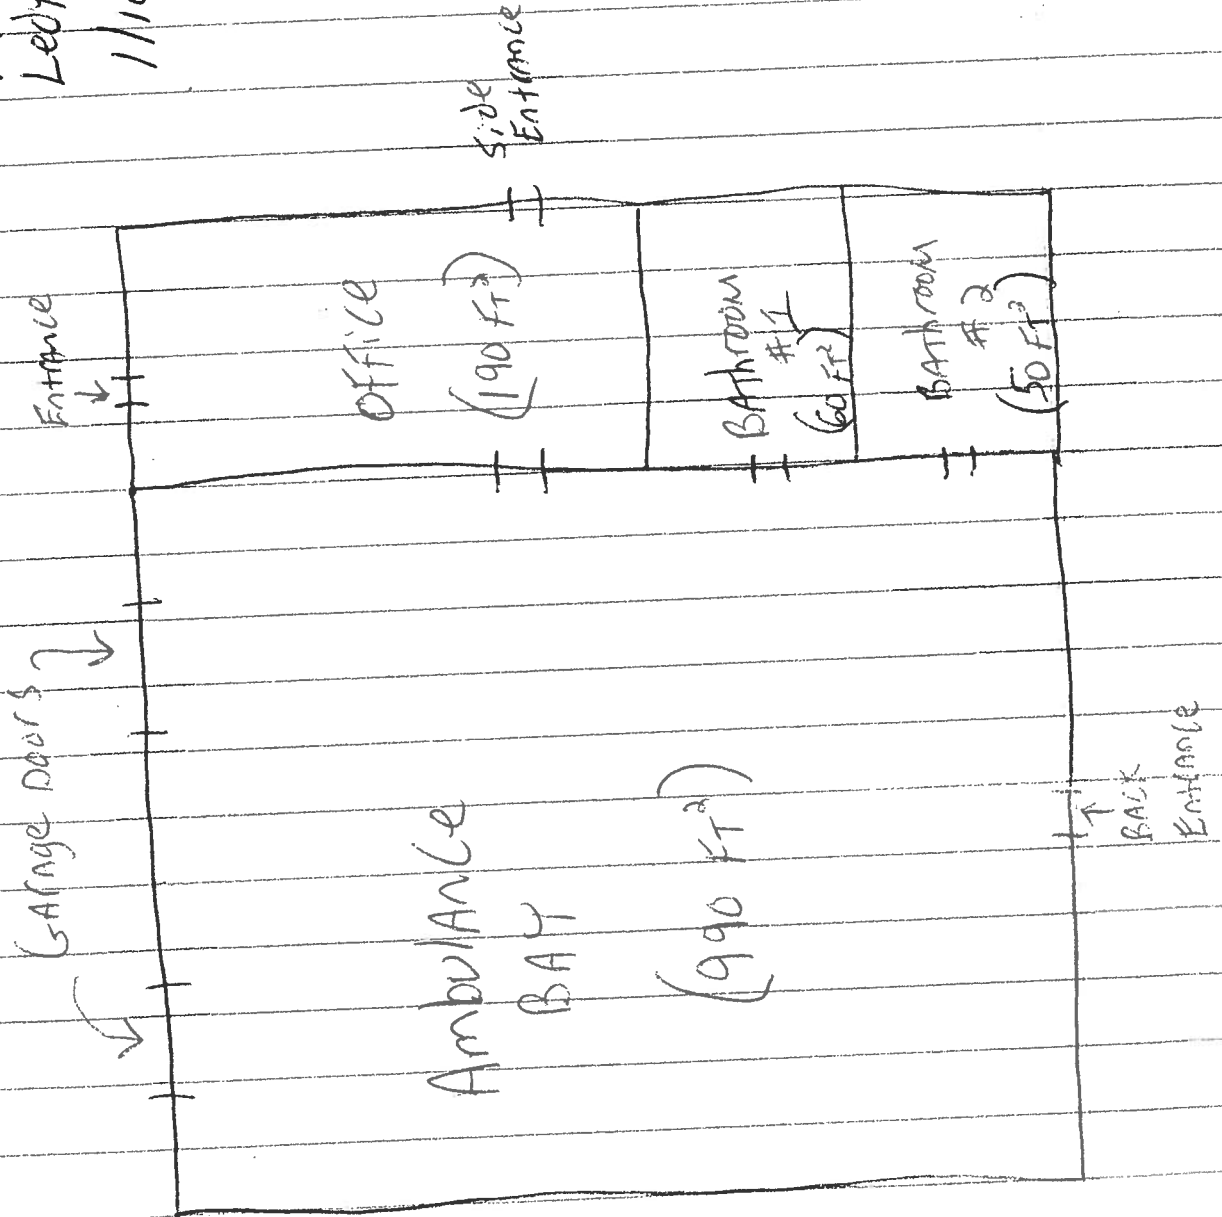 Garage Doors
Entrance
Office
(190 FT²)
Side
Entrance
Ambulance
BAY
(990 FT²)
BAthroom
#1
(60 FT²)
BAthroom
#2
(50 FT²)
BACK
Entrance